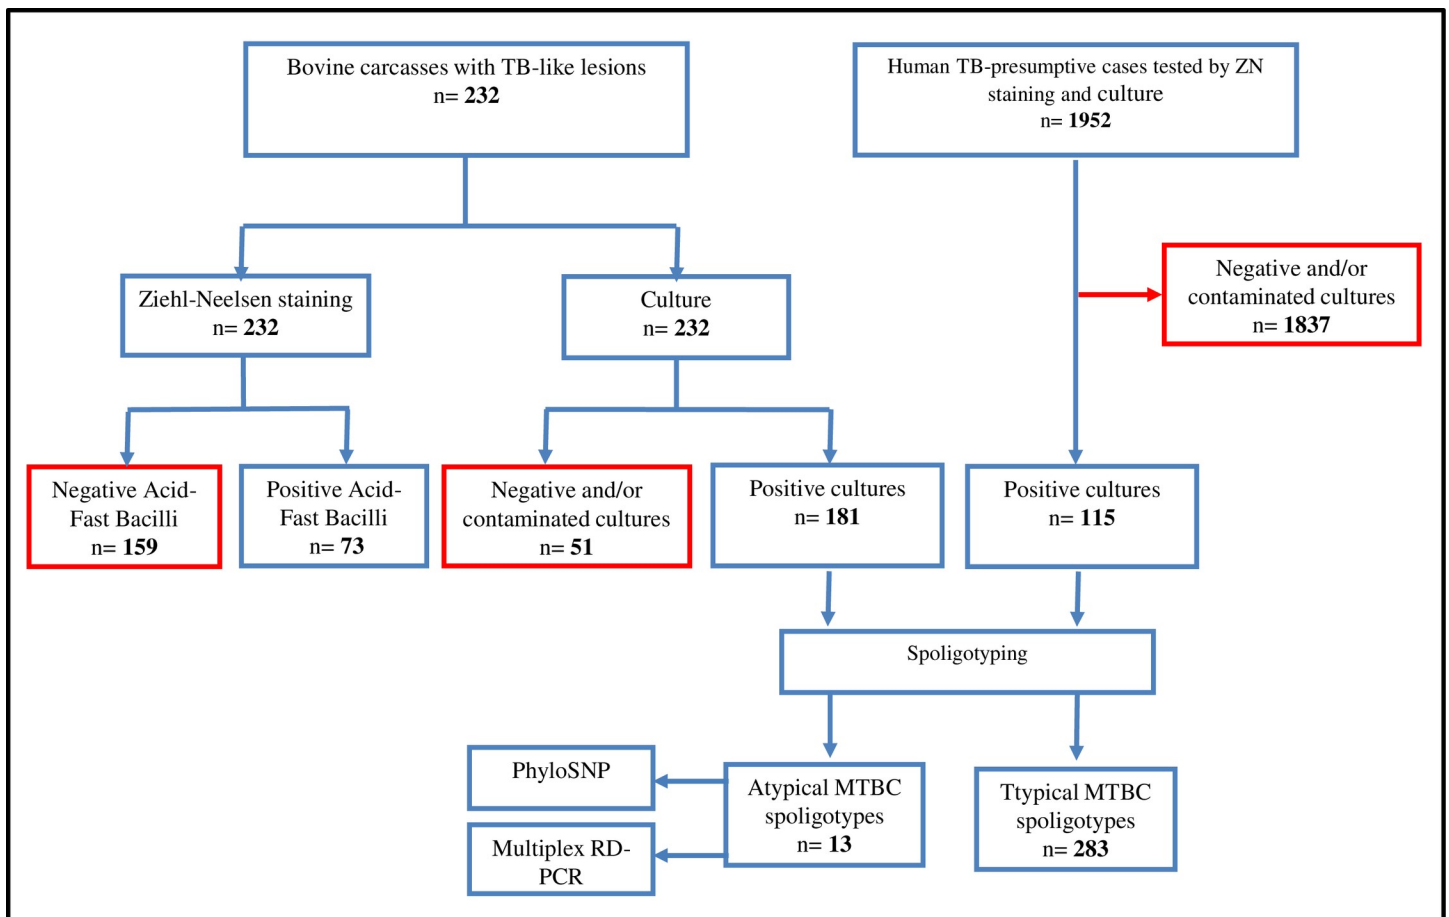 Bovine carcasses with TB-like lesions
n= 232
Human TB-presumptive cases tested by ZN
staining and culture
n= 1952
Negative and/or
contaminated cultures
n= 1837
Ziehl-Neelsen staining
n= 232
Culture
n= 232
Negative Acid-
Fast Bacilli
n= 159
Positive Acid-
Fast Bacilli
n= 73
Negative and/or
contaminated cultures
n= 51
Positive cultures
n= 181
Positive cultures
n= 115
Spoligotyping
PhyloSNP
Multiplex RD-
PCR
Atypical MTBC
spoligotypes
n= 13
Ttypical MTBC
spoligotypes
n= 283